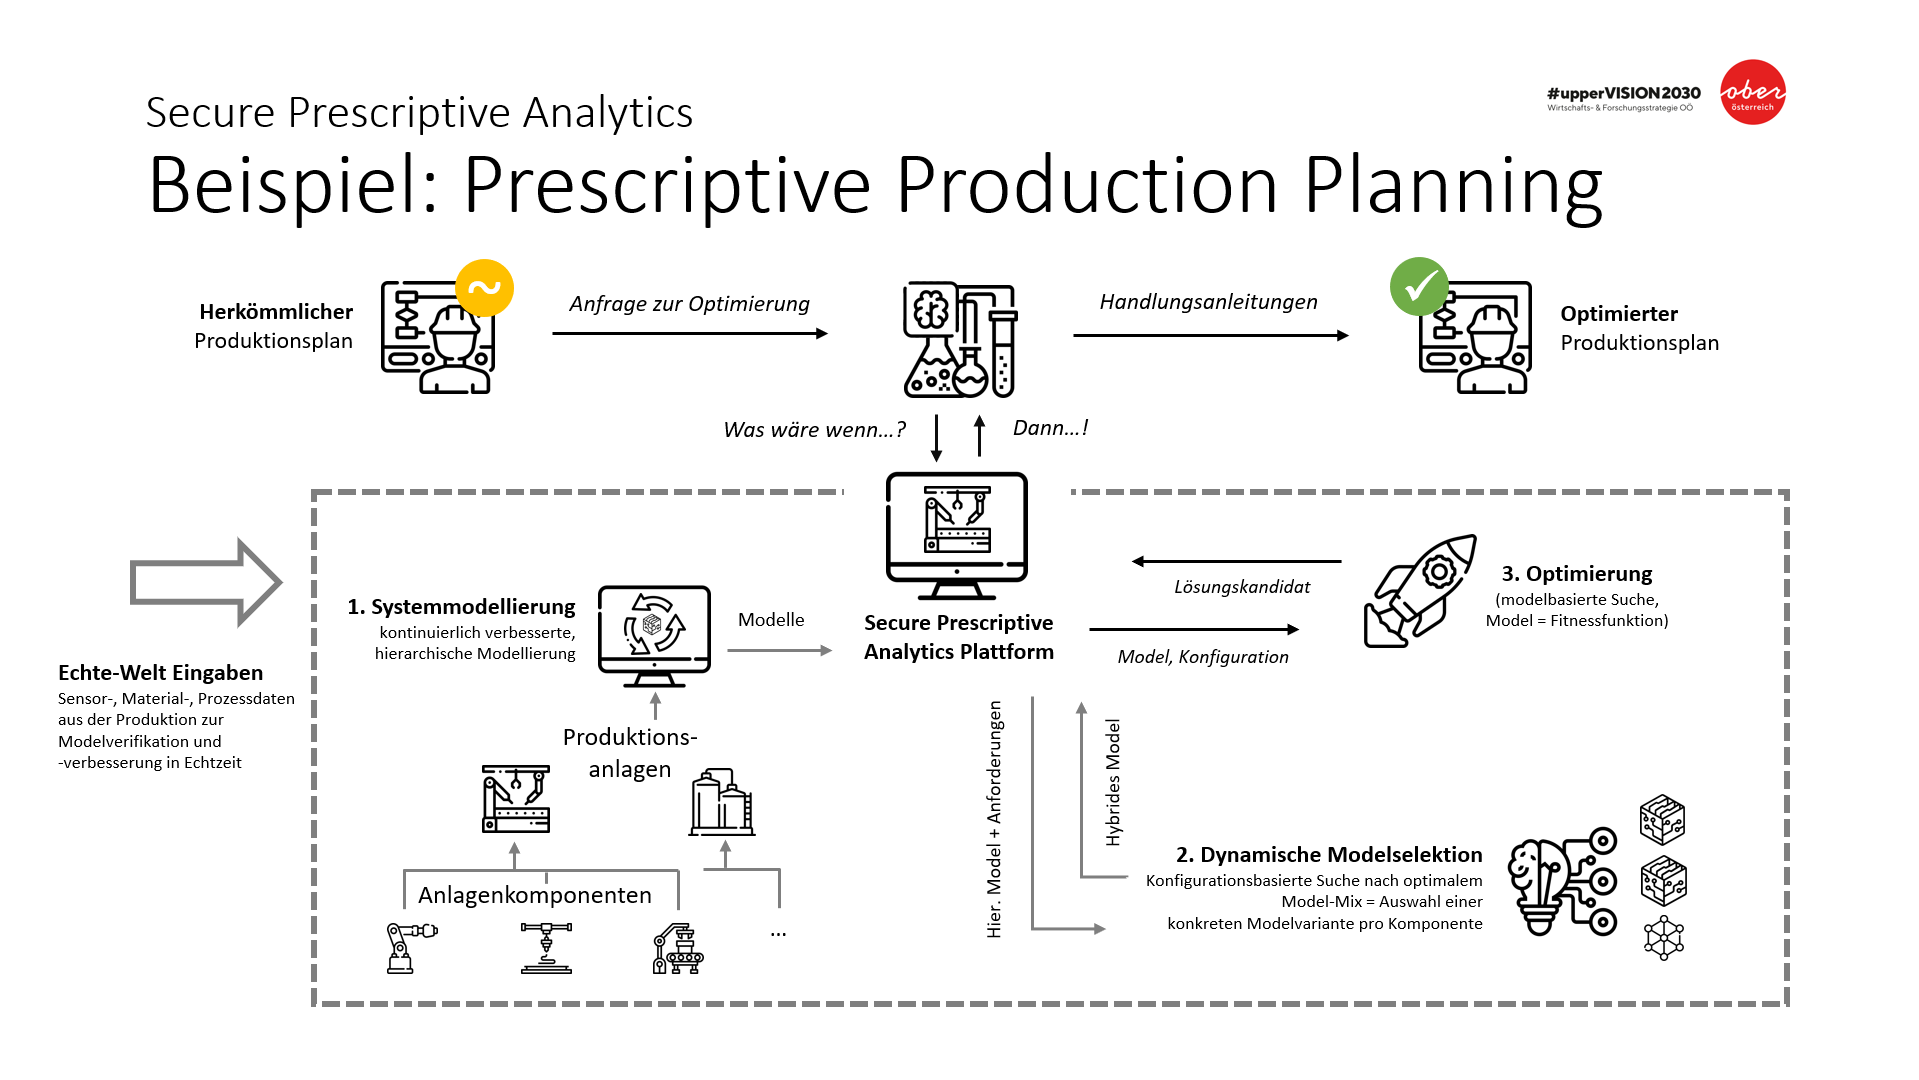 #upperVISION2030
Wirtschafts- & Forschungsstrategie OÖ
ober
österreich
Secure Prescriptive Analytics
Beispiel: Prescriptive Production Planning
Herkömmlicher
Produktionsplan
Anfrage zur Optimierung
Handlungsanleitungen
Optimierter
Produktionsplan
Was wäre wenn...?
Dann...!
Echte-Welt Eingaben
Sensor-, Material-, Prozessdaten
aus der Produktion zur
Modelverifikation und
-verbesserung in Echtzeit
1. Systemmodellierung
kontinuierlich verbesserte,
hierarchische Modellierung
Modelle
Secure Prescriptive
Analytics Plattform
Lösungskandidat
Model, Konfiguration
3. Optimierung
(modelbasierte Suche,
Model = Fitnessfunktion)
Produktions-
anlagen
Anlagenkomponenten
...
Hier. Model + Anforderungen
Hybrides Model
2. Dynamische Modelselektion
Konfigurationsbasierte Suche nach optimalem
Model-Mix = Auswahl einer
konkreten Modelvariante pro Komponente